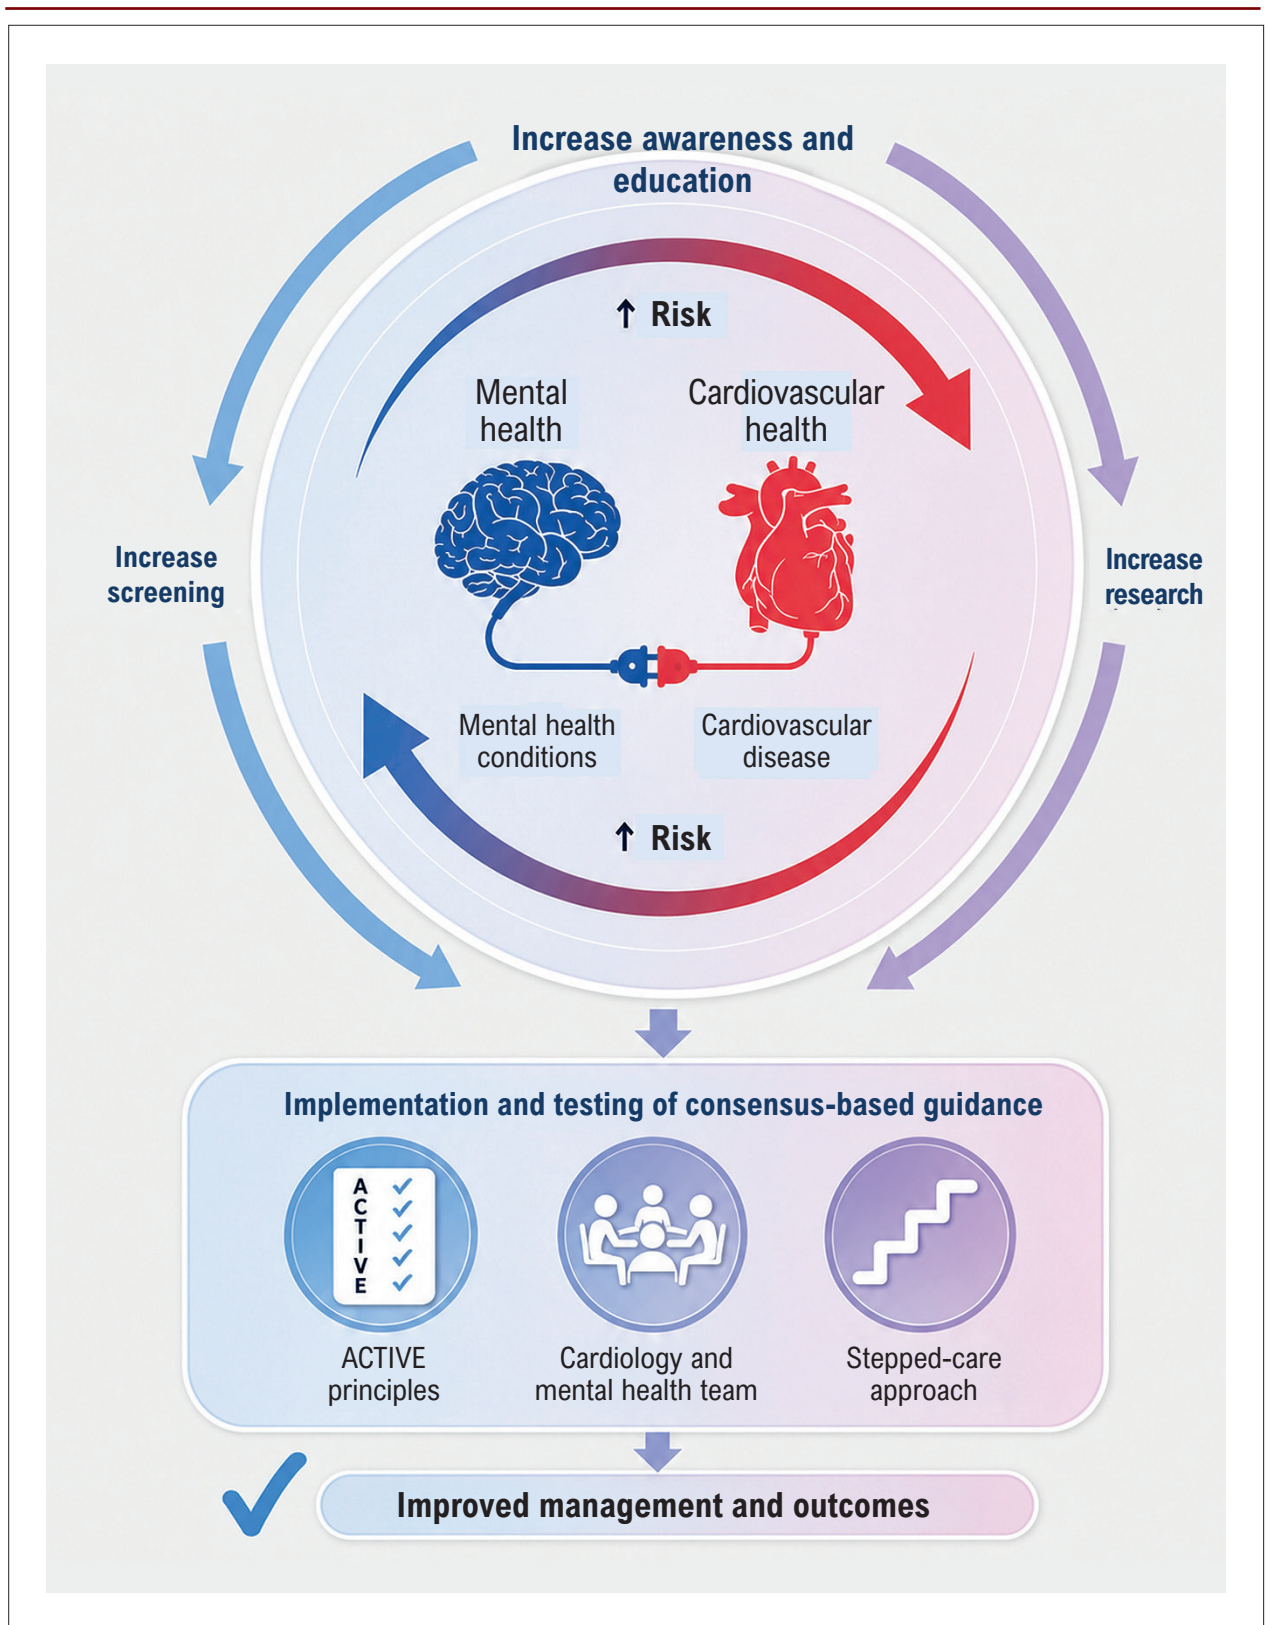 Increase awareness and
education
↑ Risk
Mental
health
Cardiovascular
health
Increase
screening
Increase
research
Mental health
conditions
Cardiovascular
disease
↑ Risk
Implementation and testing of consensus-based guidance
A
C
T
I
V
E
ACTIVE
principles
Cardiology and
mental health team
Stepped-care
approach
Improved management and outcomes